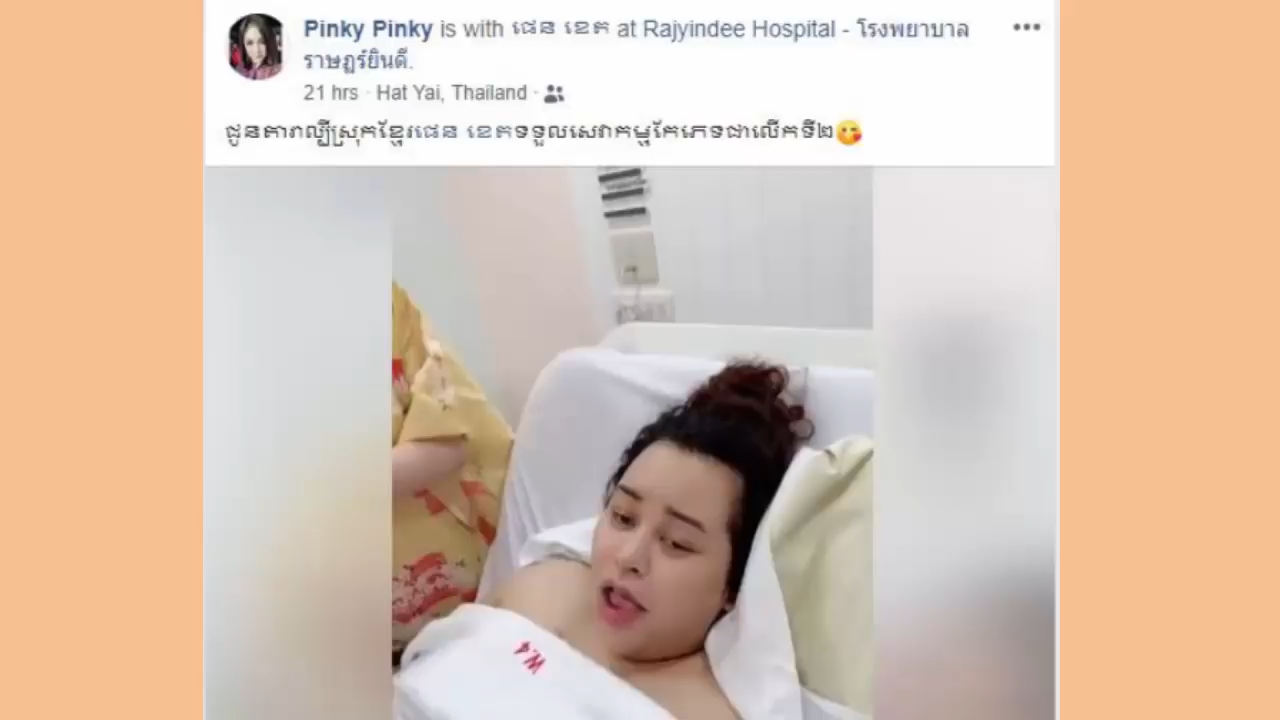 Pinky Pinky is with ផេន ខេត at Rajyindee Hospital - โรงพยาบาล
ราษฎร์ยินดี.
21 hrs · Hat Yai, Thailand ·
ជូនតារាល្បីស្រុកខ្មែរផេន ខេតទទួលសេវាកម្មកែភេទជាលើកទី២😘
W.4